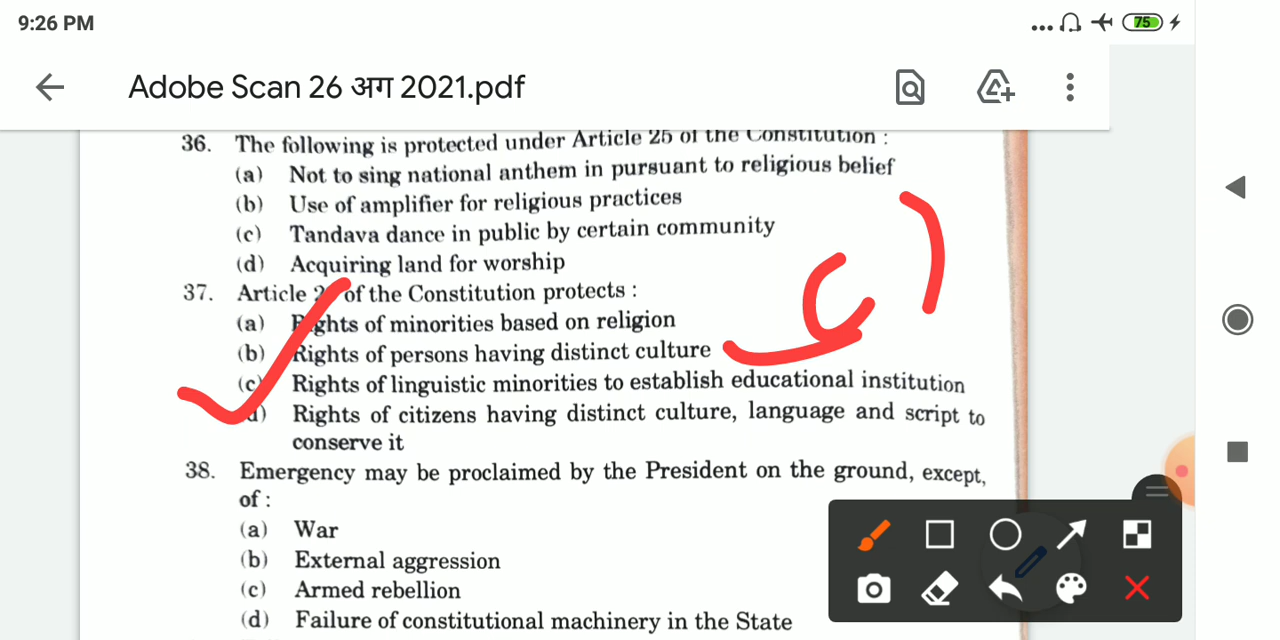 9:26 PM
75
Adobe Scan 26 अग 2021.pdf
36. The following is protected under Article 25 of the Constitution :
(a) Not to sing national anthem in pursuant to religious belief
(b) Use of amplifier for religious practices
(c) Tandava dance in public by certain community
(d) Acquiring land for worship
37. Article of the Constitution protects :
(a) Rights of minorities based on religion
(b) Rights of persons having distinct culture
(c) Rights of linguistic minorities to establish educational institution
(d) Rights of citizens having distinct culture, language and script to
conserve it
38. Emergency may be proclaimed by the President on the ground, except,
of :
(a) War
(b) External aggression
(c) Armed rebellion
(d) Failure of constitutional machinery in the State